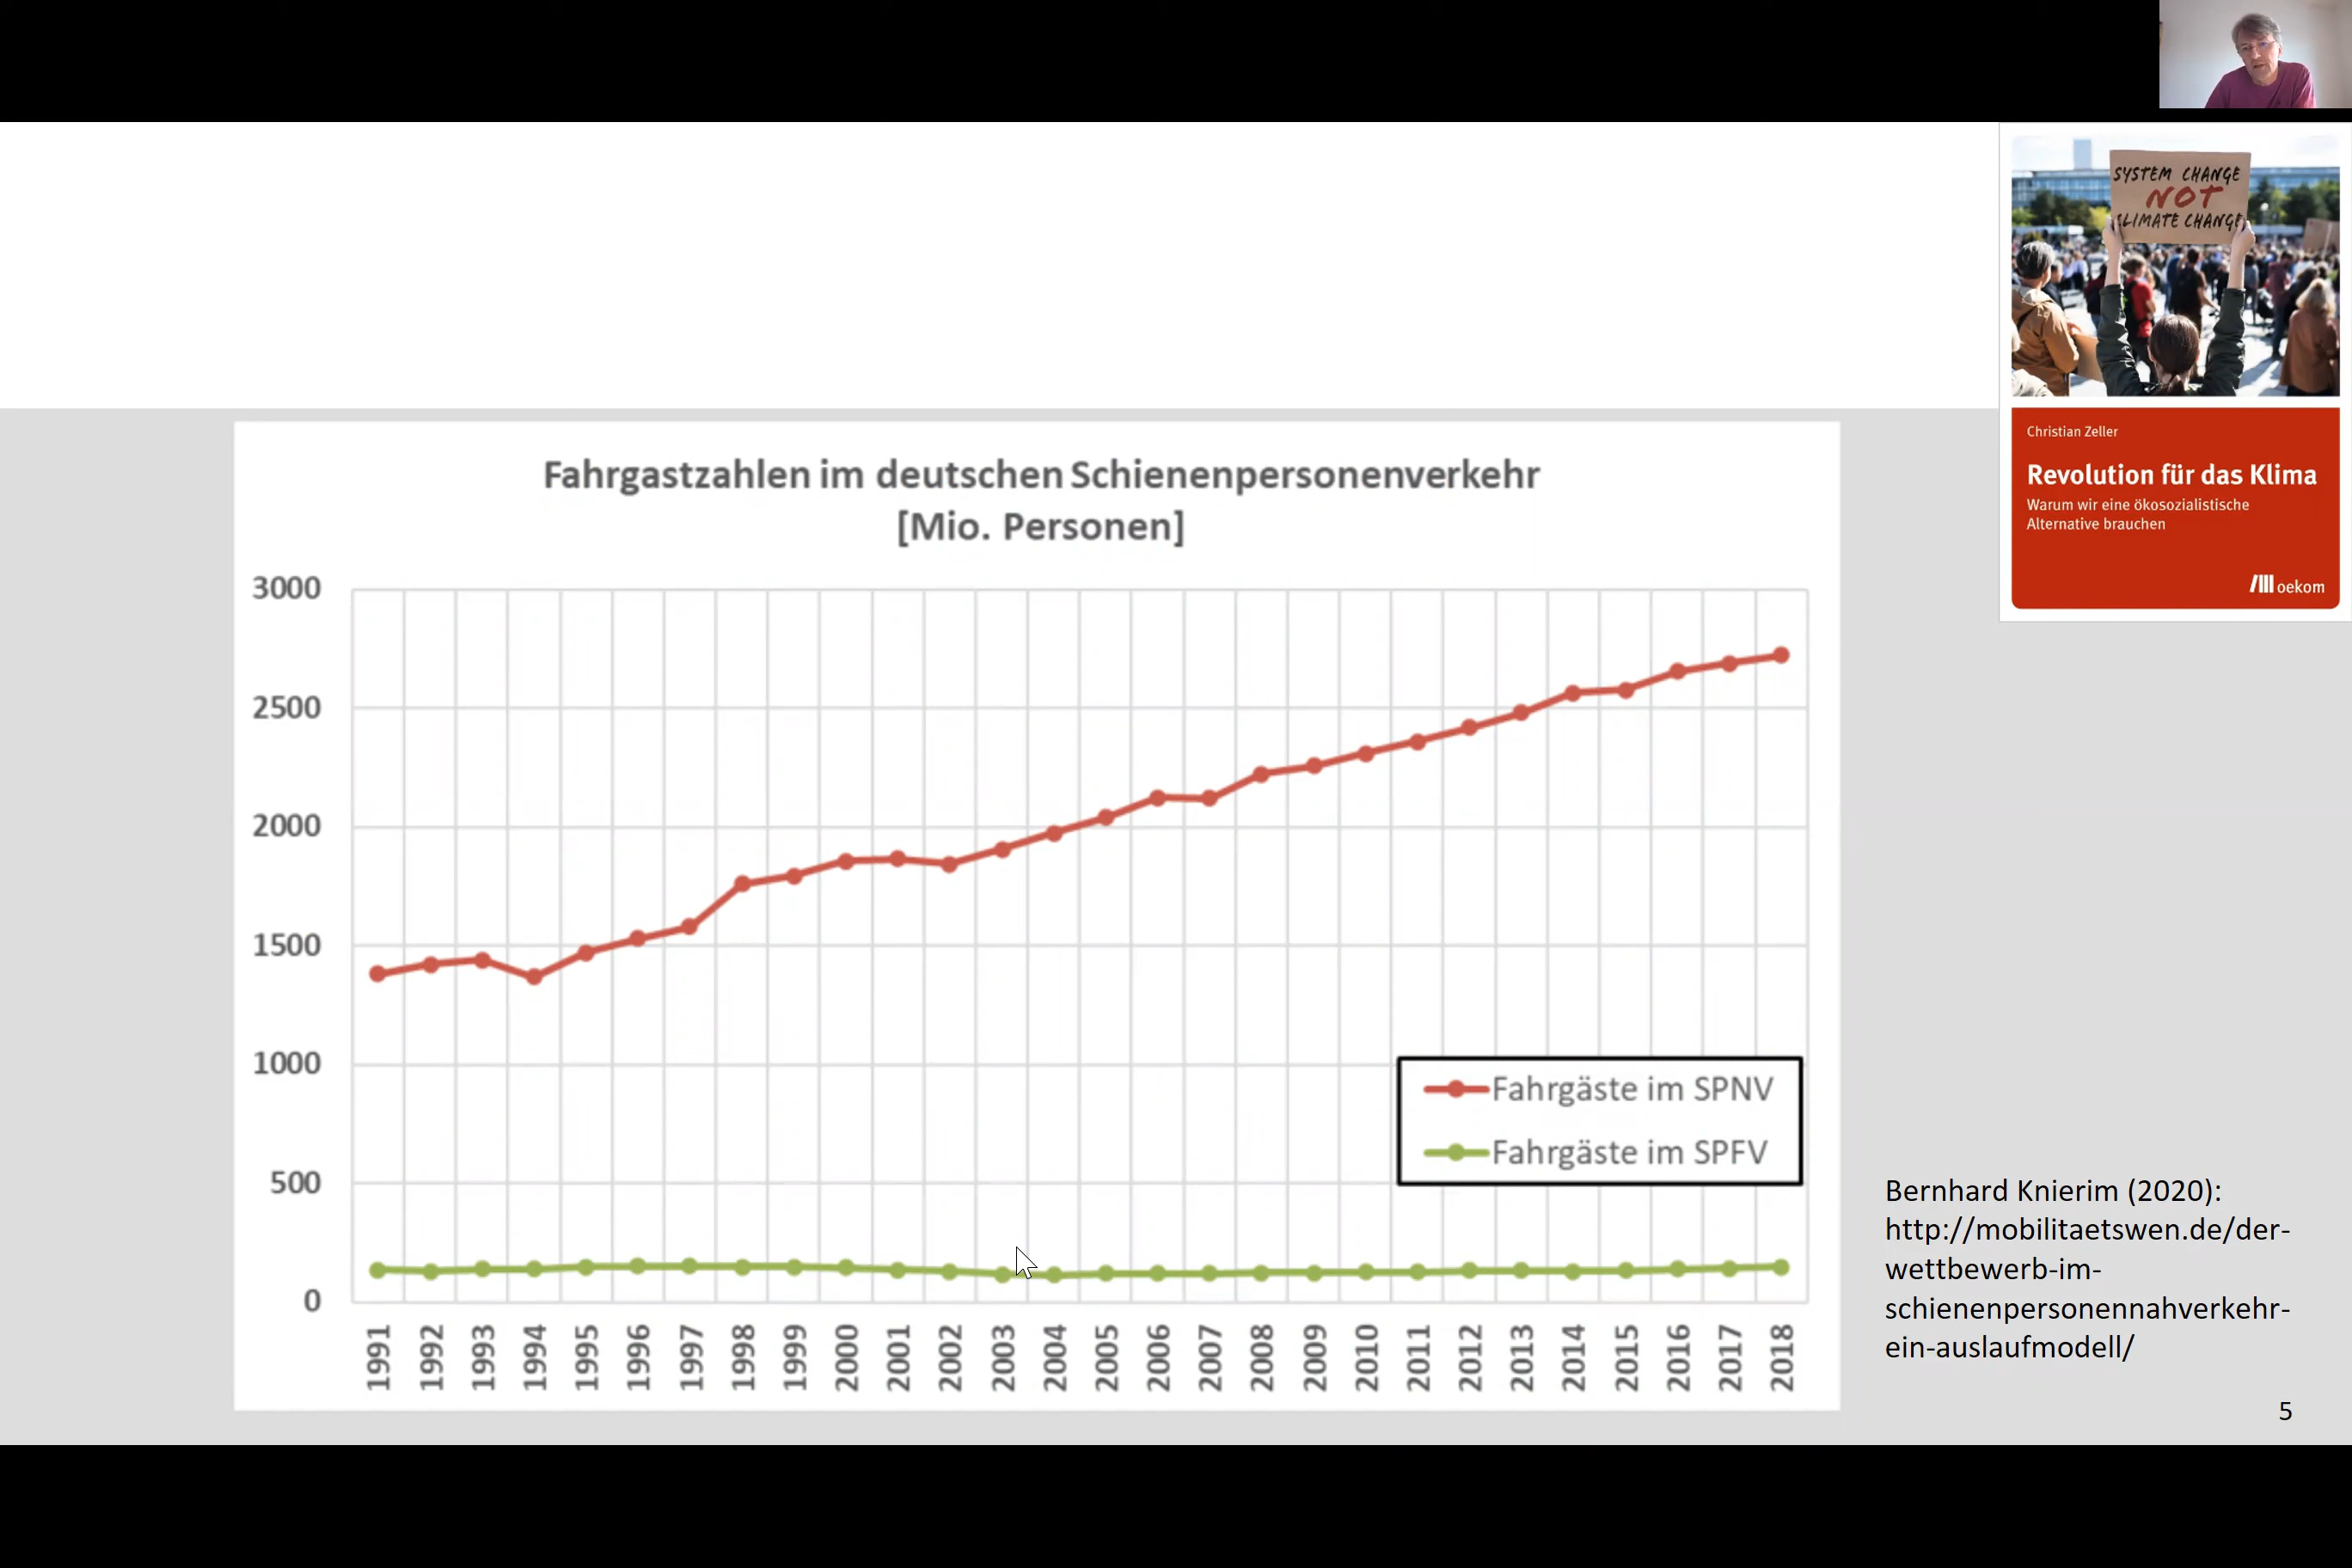 SYSTEM CHANGE
NOT
CLIMATE CHANGE
Christian Zeller
Revolution für das Klima
Warum wir eine ökosozialistische
Alternative brauchen
oekom
Fahrgastzahlen im deutschen Schienenpersonenverkehr
[Mio. Personen]
3000
2500
2000
1500
1000
500
0
Fahrgäste im SPNV
Fahrgäste im SPFV
1991 1992 1993 1994 1995 1996 1997 1998 1999 2000 2001 2002 2003 2004 2005 2006 2007 2008 2009 2010 2011 2012 2013 2014 2015 2016 2017 2018
Bernhard Knierim (2020):
http://mobilitaetswen.de/der-
wettbewerb-im-
schienenpersonennahverkehr-
ein-auslaufmodell/
5